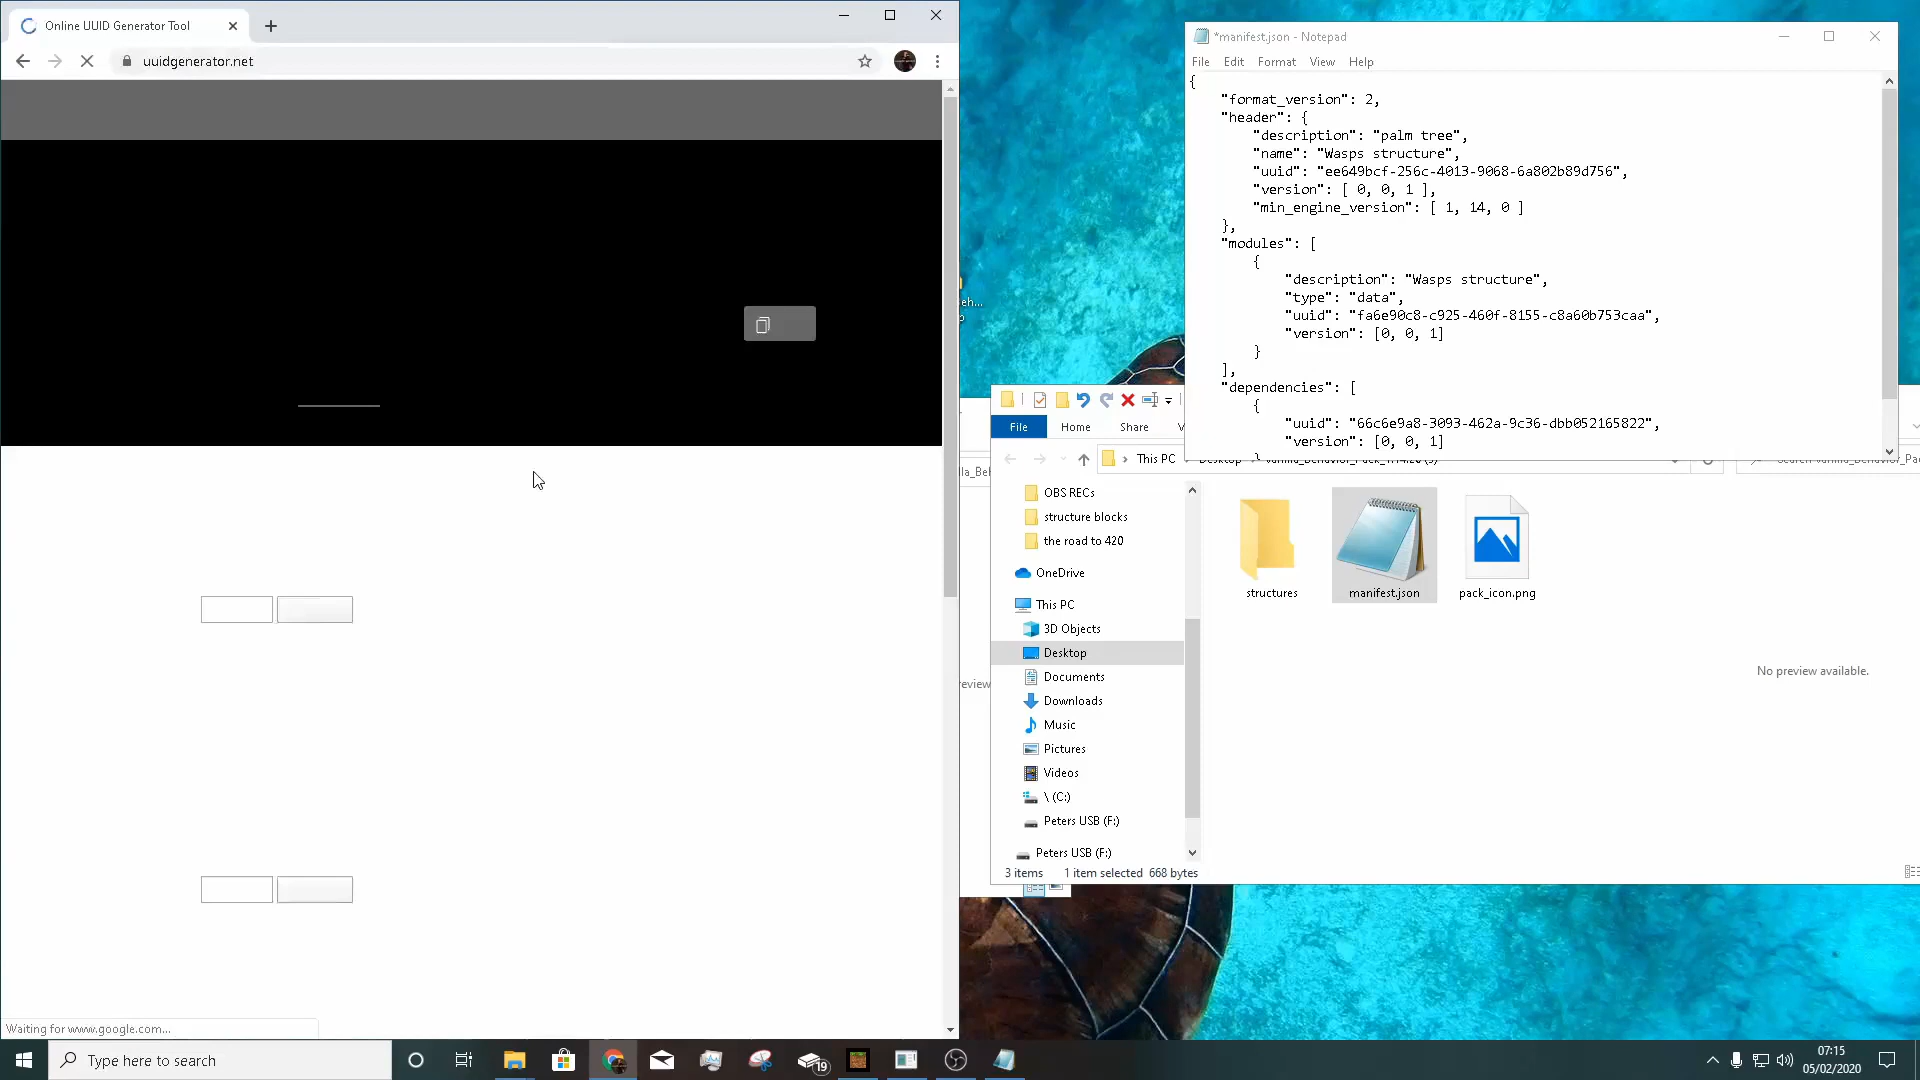 Online UUID Generator Tool
uuidgenerator.net
Waiting for www.google.com...
*manifest.json - Notepad
File Edit Format View Help
{
"format_version": 2,
"header": {
"description": "palm tree",
"name": "Wasps structure",
"uuid": "ee649bcf-256c-4013-9068-6a802b89d756",
"version": [ 0, 0, 1 ],
"min_engine_version": [ 1, 14, 0 ]
},
"modules": [
{
"description": "Wasps structure",
"type": "data",
"uuid": "fa6e90c8-c925-460f-8155-c8a60b753caa",
"version": [0, 0, 1]
}
],
"dependencies": [
{
"uuid": "66c6e9a8-3093-462a-9c36-dbb052165822",
"version": [0, 0, 1]
}
File Home Share V
This PC
OBS RECs
structure blocks
the road to 420
OneDrive
This PC
3D Objects
Desktop
Documents
Downloads
Music
Pictures
Videos
\ (C:)
Peters USB (F:)
Peters USB (F:)
structures
manifest.json
pack_icon.png
No preview available.
3 items 1 item selected 668 bytes
Type here to search
19
07:15
05/02/2020